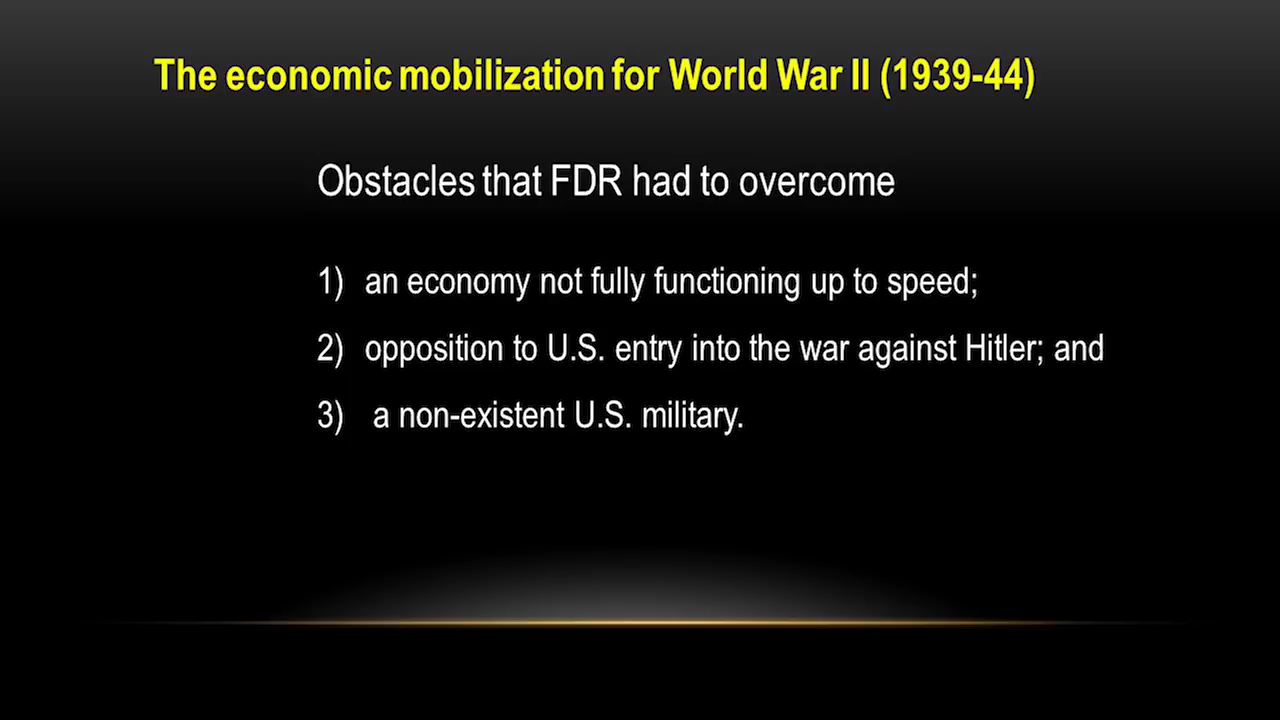 The economic mobilization for World War II (1939-44)
Obstacles that FDR had to overcome
1) an economy not fully functioning up to speed;
2) opposition to U.S. entry into the war against Hitler; and
3) a non-existent U.S. military.